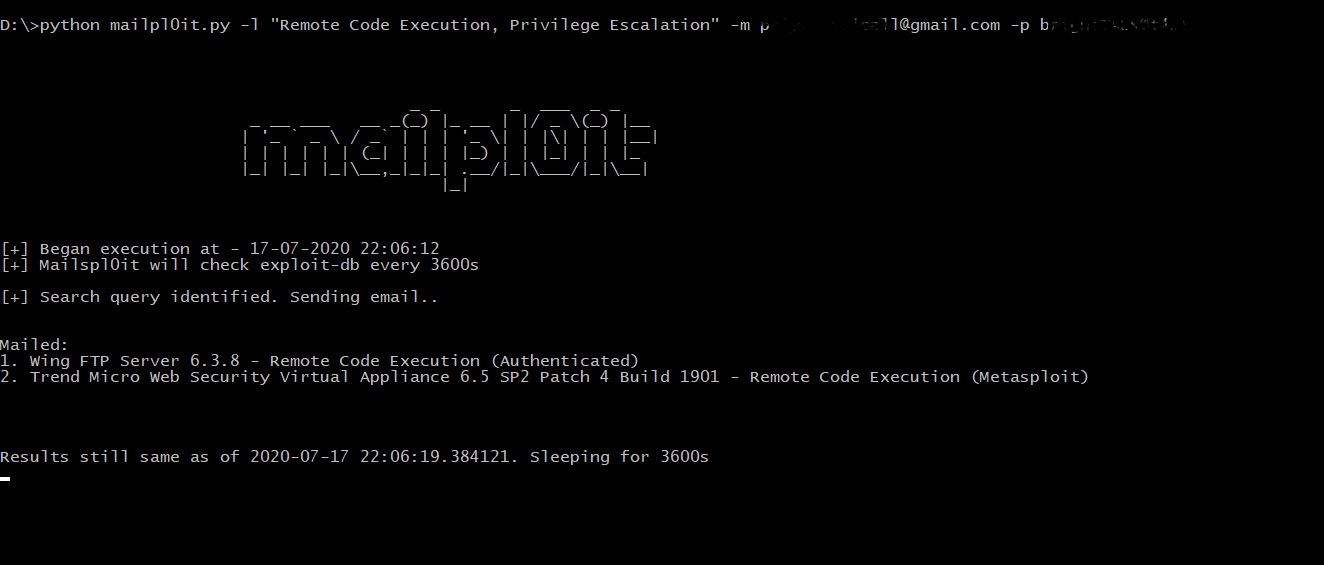 D:\>python mailpl0it.py -l "Remote Code Execution, Privilege Escalation" -m @gmail.com -p
mailpl0it
[+] Began execution at - 17-07-2020 22:06:12
[+] Mailspl0it will check exploit-db every 3600s
[+] Search query identified. Sending email..
Mailed:
1. Wing FTP Server 6.3.8 - Remote Code Execution (Authenticated)
2. Trend Micro Web Security Virtual Appliance 6.5 SP2 Patch 4 Build 1901 - Remote Code Execution (Metasploit)
Results still same as of 2020-07-17 22:06:19.384121. Sleeping for 3600s